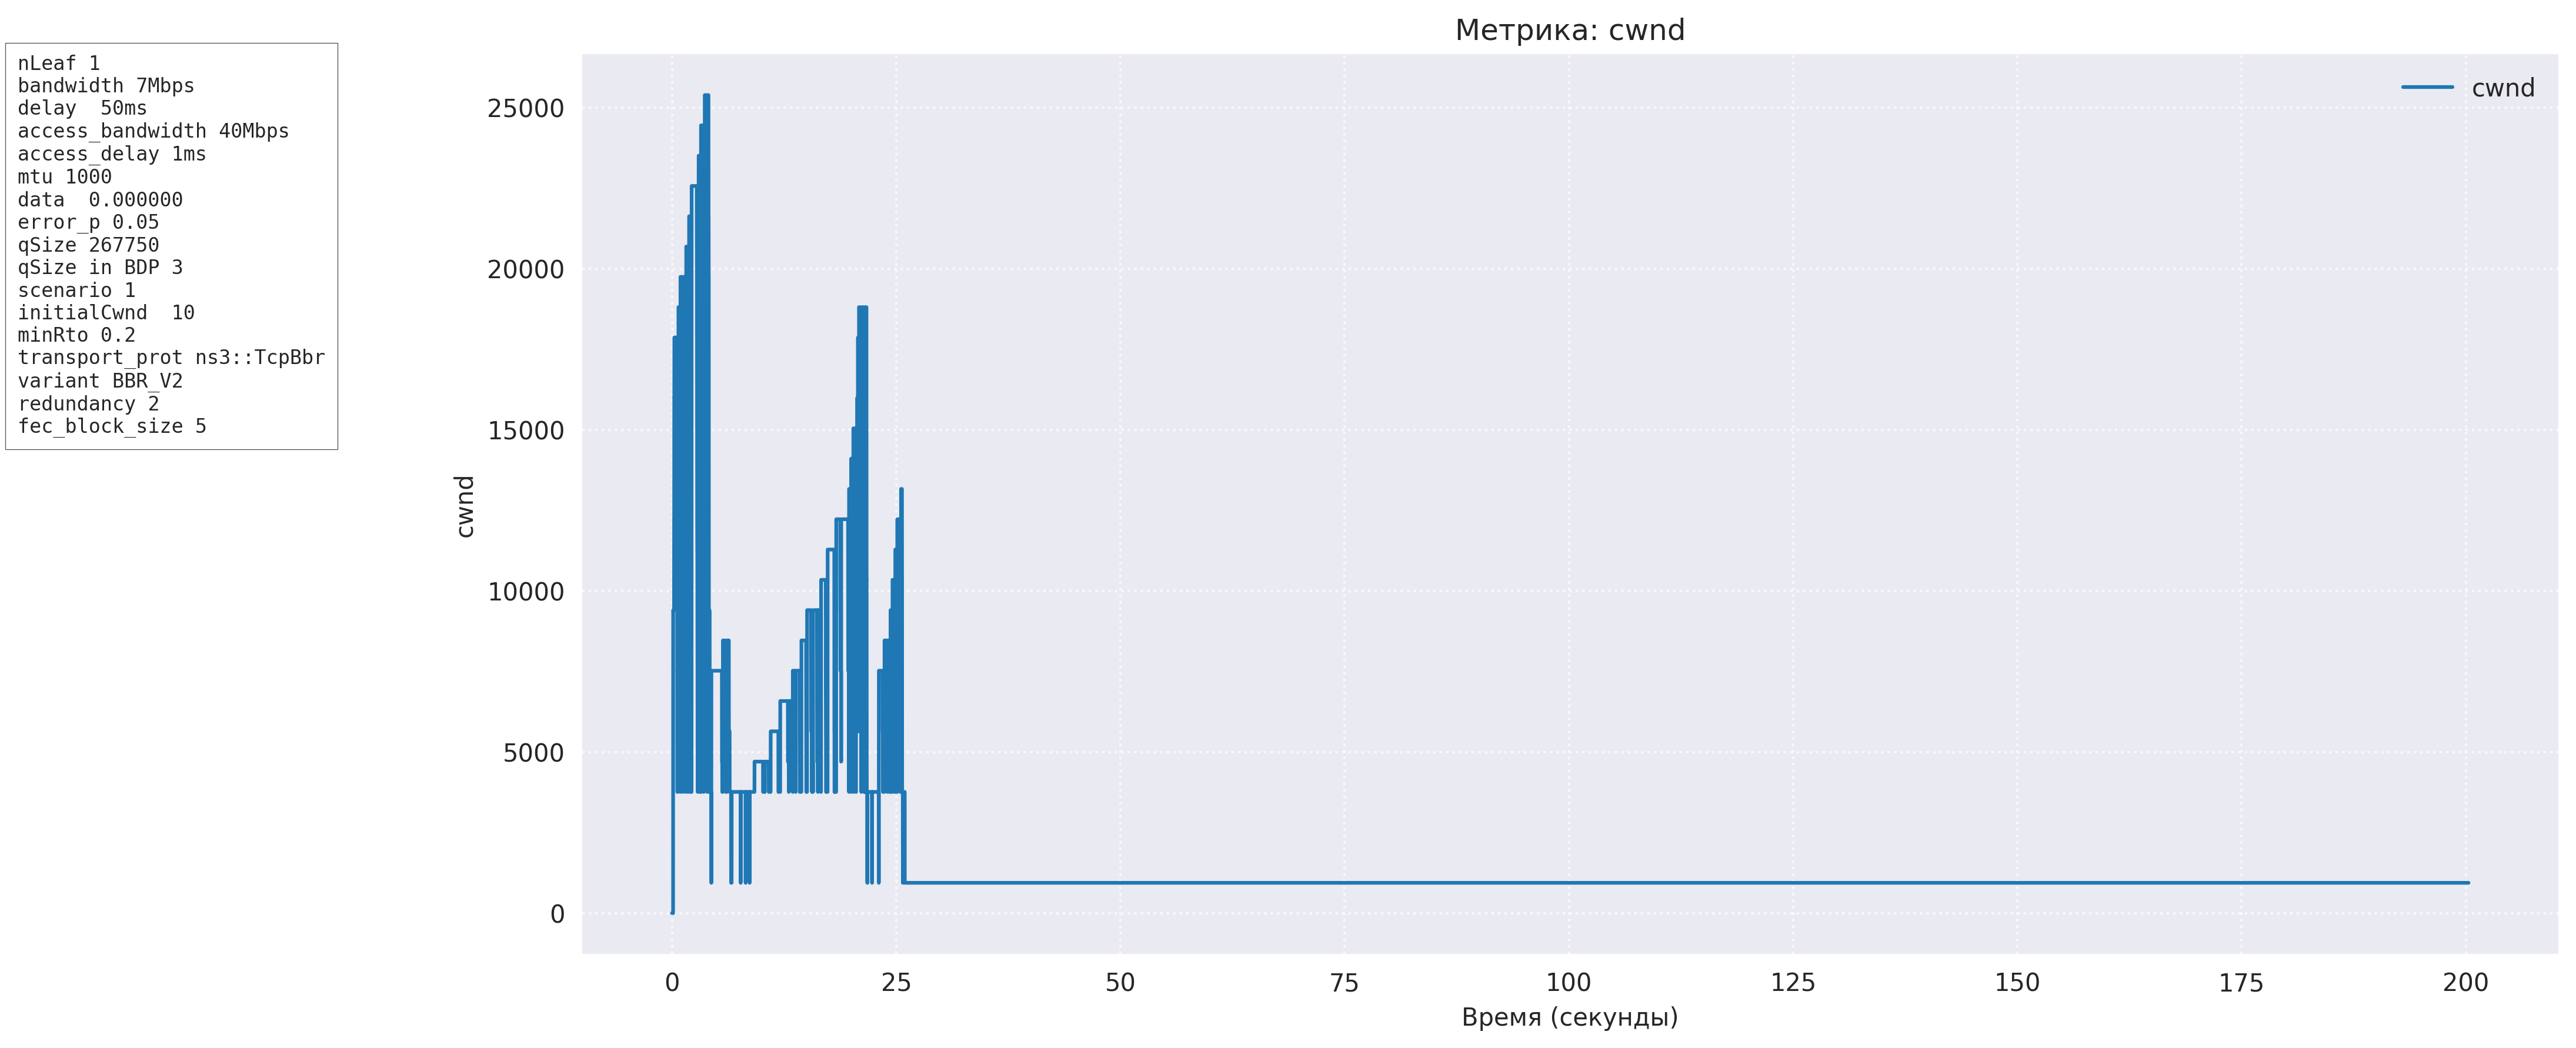 Метрика: cwnd
nLeaf 1
bandwidth 7Mbps
delay  50ms
access_bandwidth 40Mbps
access_delay 1ms
mtu 1000
data  0.000000
error_p 0.05
qSize 267750
qSize in BDP 3
scenario 1
initialCwnd  10
minRto 0.2
transport_prot ns3::TcpBbr
variant BBR_V2
redundancy 2
fec_block_size 5
cwnd
25000
20000
15000
10000
5000
0
cwnd
0 25 50 75 100 125 150 175 200
Время (секунды)